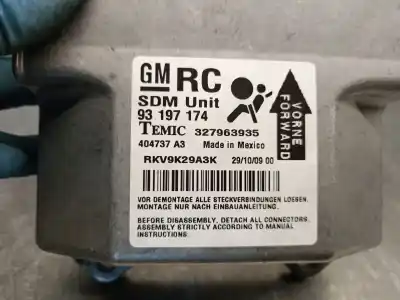 GM RC
SDM Unit
93 197 174
TEMIC 327963935
404737 A3 Made in Mexico
RKV9K29A3K 29/10/09 00
VORNE
FORWARD
VOR DEMONTAGE ALLE STECKVERBINDUNGEN LOESEN.
MONTAGE NUR NACH EINBAUANLEITUNG
BEFORE DISASSEMBLY, DETACH ALL CONNECTORS.
ASSEMBLY STRICTLY ACCORDING TO MANUAL
INSTRUCTIONS.